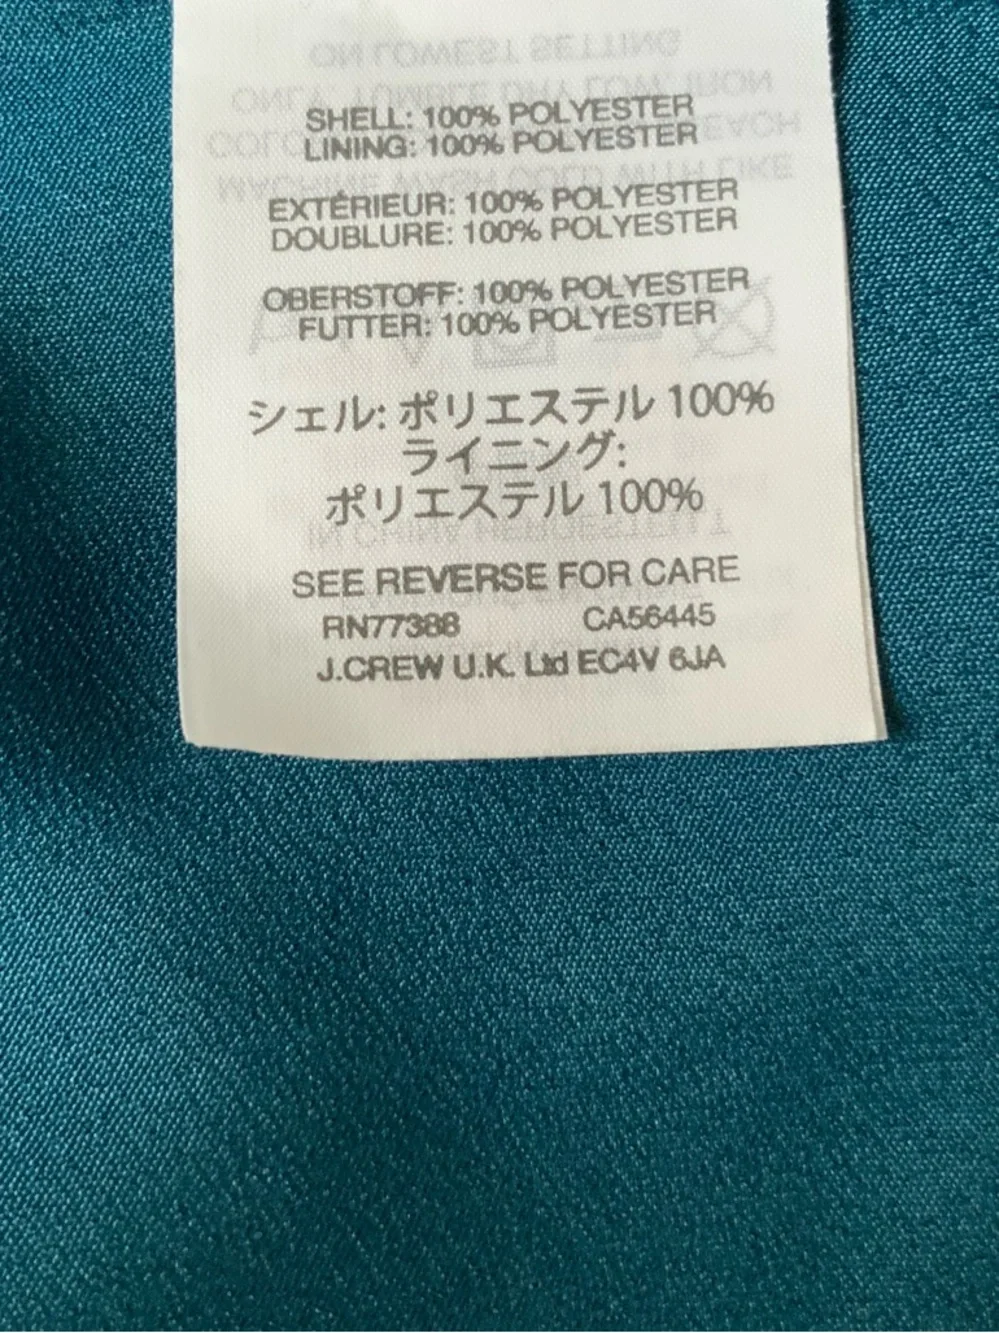 SHELL: 100% POLYESTER
LINING: 100% POLYESTER
EXTÉRIEUR: 100% POLYESTER
DOUBLURE: 100% POLYESTER
OBERSTOFF: 100% POLYESTER
FUTTER: 100% POLYESTER
シェル: ポリエステル 100%
ライニング:
ポリエステル 100%
SEE REVERSE FOR CARE
RN77388 CA56445
J.CREW U.K. Ltd EC4V 6JA